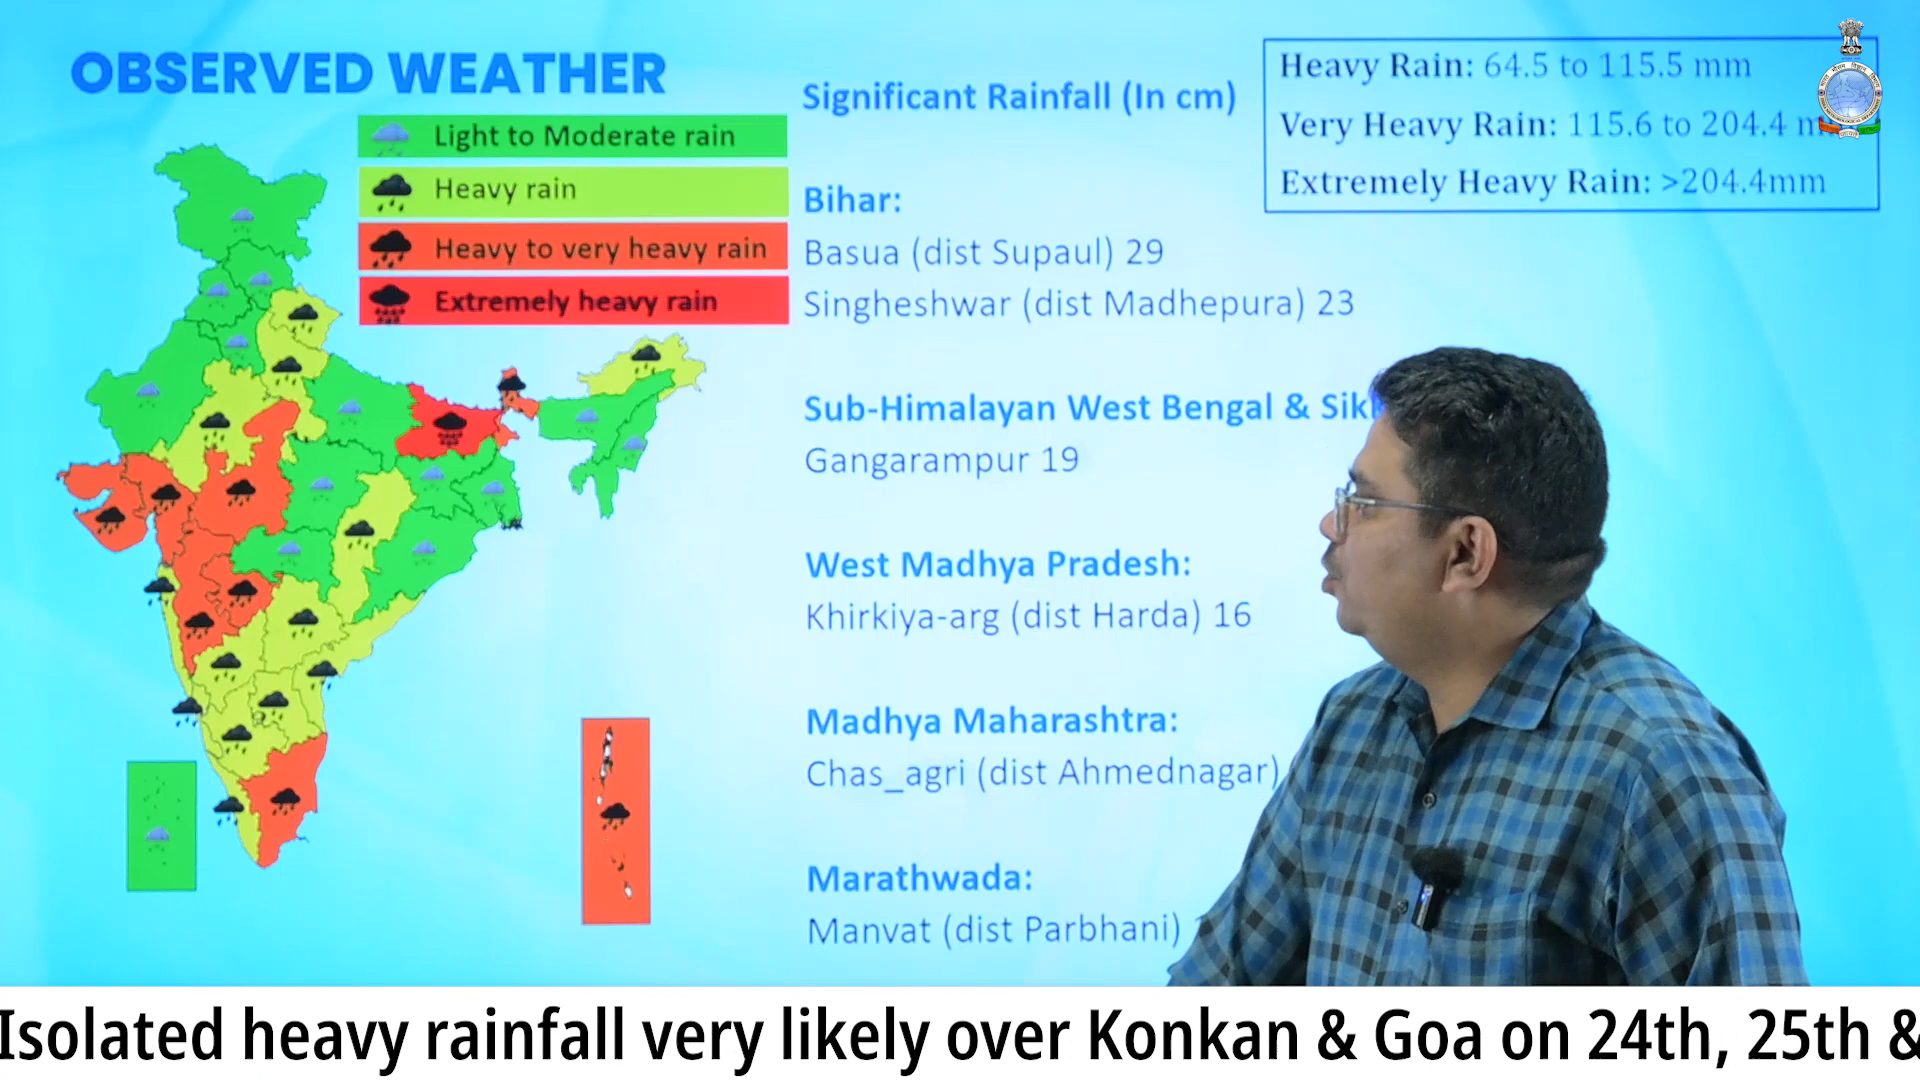 OBSERVED WEATHER
Light to Moderate rain
Heavy rain
Heavy to very heavy rain
Extremely heavy rain
Significant Rainfall (In cm)
Bihar:
Basua (dist Supaul) 29
Singheshwar (dist Madhepura) 23
Sub-Himalayan West Bengal &
Gangarampur 19
West Madhya Pradesh:
Khirkiya-arg (dist Harda) 16
Madhya Maharashtra:
Chas_agri (dist Ahmednagar)
Marathwada:
Manvat (dist Parbhani)
Heavy Rain: 64.5 to 115.5 mm
Very Heavy Rain: 115.6 to 204.4
Extremely Heavy Rain: >204.4mm
Isolated heavy rainfall very likely over Konkan & Goa on 24th, 25th &